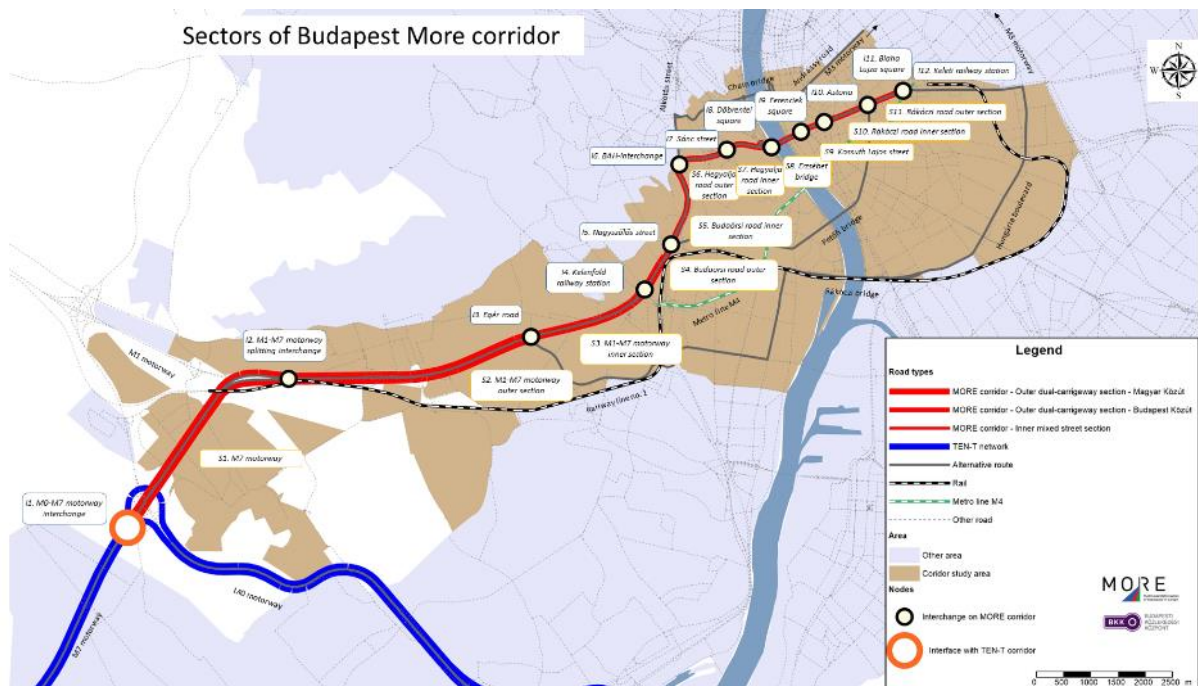 Sectors of Budapest More corridor
Alkotás street
Chain bridge
Andrássy road
M3 motorway
M3 motorway
N
W
E
S
I11. Blaha
Lujza square
I12. Keleti railway station
I10. Astoria
I9. Ferenciek
square
I8. Döbrentei
square
I7. Sánc street
I6. BAH-interchange
S11. Rákóczi road outer section
S10. Rákóczi road inner section
S9. Kossuth Lajos street
S8. Erzsébet
bridge
S7. Hegyalja
road inner
section
S6. Hegyalja
road outer
section
I5. Nagyszőlős street
S5. Budaörsi road inner
section
Petőfi bridge
Hungária boulevard
I4. Kelenföld
railway station
S4. Budaörsi road outer
section
Rákóczi bridge
Metro line M4
I3. Egér road
S3. M1-M7 motorway
inner section
I2. M1-M7 motorway
splitting interchange
M1 motorway
S2. M1-M7 motorway
outer section
Railway line no. 1
S1. M7 motorway
I1. M0-M7 motorway
interchange
M0 motorway
M7 motorway
Legend
Road types
MORE corridor - Outer dual-carrigeway section - Magyar Közút
MORE corridor - Outer dual-carrigeway section - Budapest Közút
MORE corridor - Inner mixed street section
TEN-T network
Alternative route
Rail
Metro line M4
Other road
Area
Other area
Coridor study area
Nodes
Interchange on MORE corridor
Interface with TEN-T corridor
MORE
BKK
BUDAPESTI
KÖZLEKEDÉSI
KÖZPONT
0 500 1000 1500 2000 2500 m